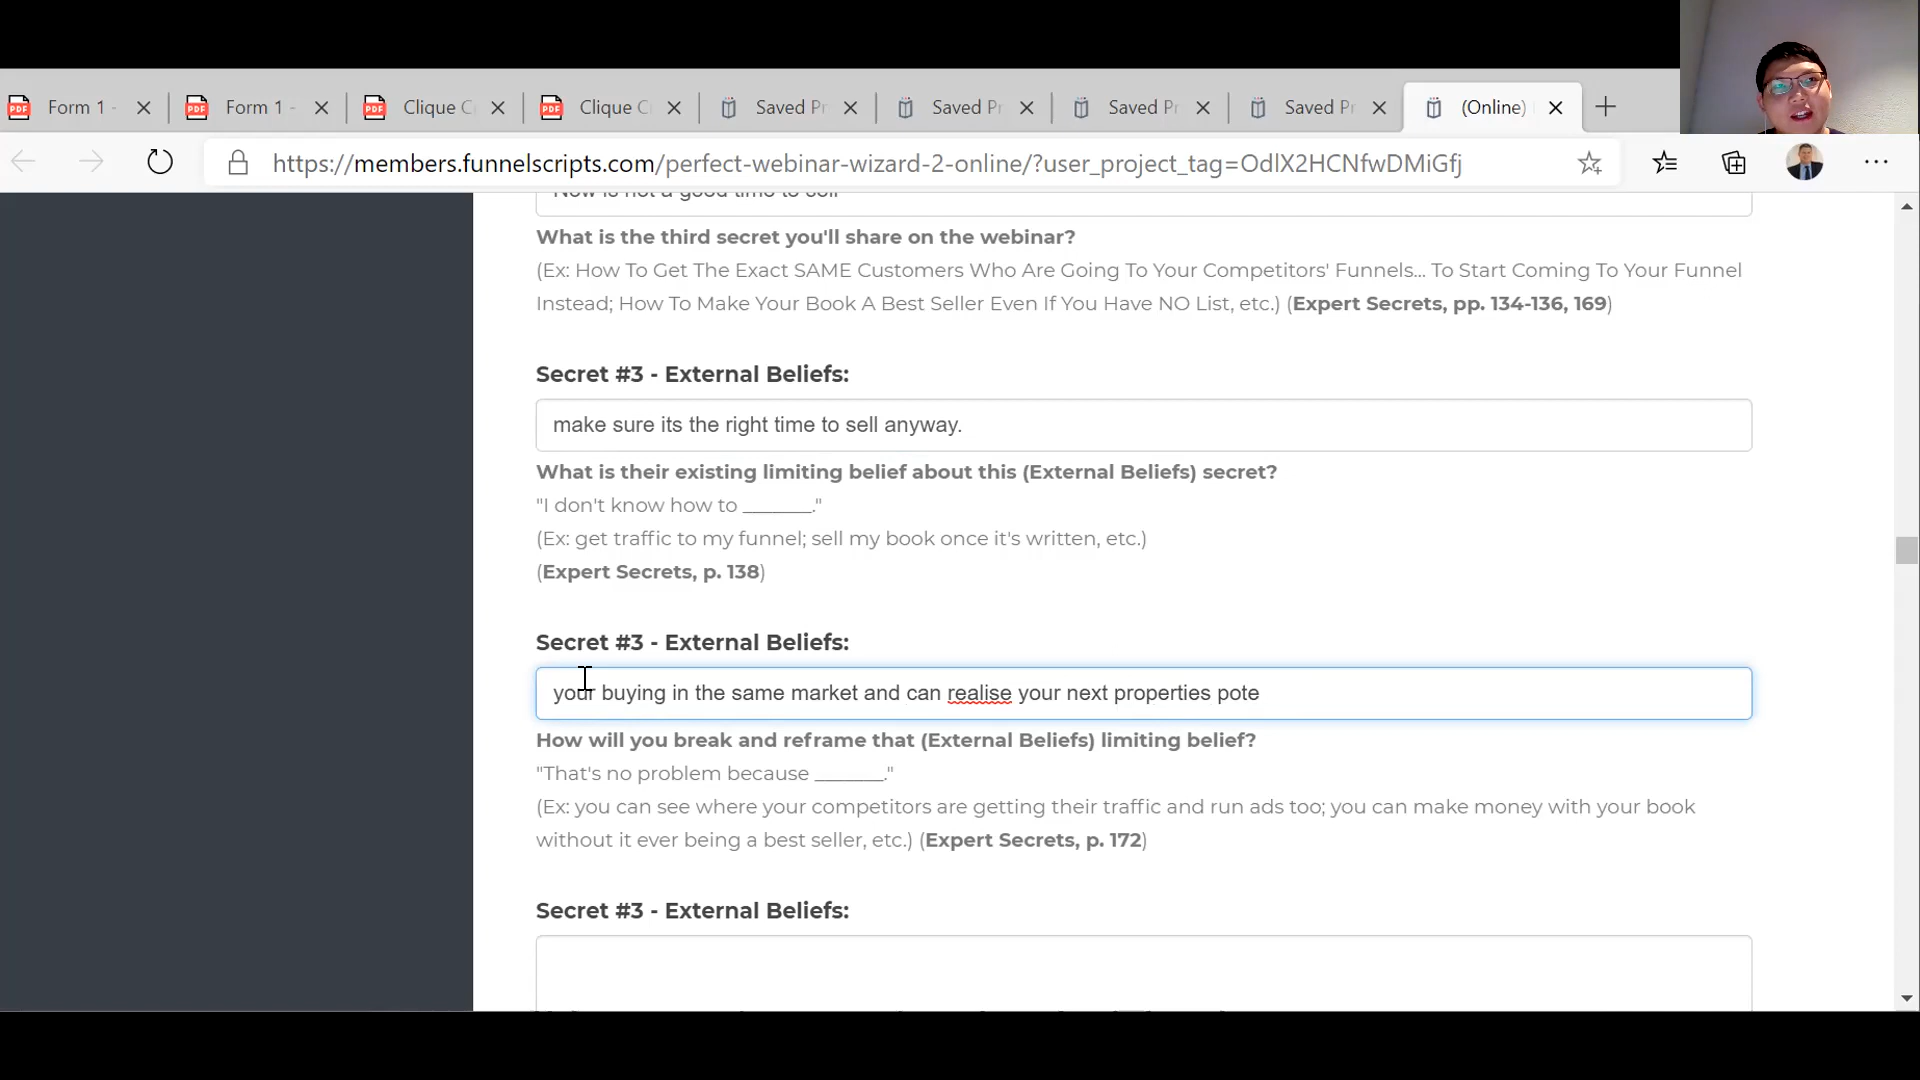 Form 1 -
Form 1 -
Clique C
Clique C
Saved Pr
Saved Pr
Saved Pr
Saved Pr
(Online)
https://members.funnelscripts.com/perfect-webinar-wizard-2-online/?user_project_tag=OdlX2HCNfwDMiGfj
Now is not a good time to sell
What is the third secret you'll share on the webinar?
(Ex: How To Get The Exact SAME Customers Who Are Going To Your Competitors' Funnels... To Start Coming To Your Funnel
Instead; How To Make Your Book A Best Seller Even If You Have NO List, etc.) (Expert Secrets, pp. 134-136, 169)
Secret #3 - External Beliefs:
make sure its the right time to sell anyway.
What is their existing limiting belief about this (External Beliefs) secret?
"I don't know how to _______."
(Ex: get traffic to my funnel; sell my book once it's written, etc.)
(Expert Secrets, p. 138)
Secret #3 - External Beliefs:
your buying in the same market and can realise your next properties pote
How will you break and reframe that (External Beliefs) limiting belief?
"That's no problem because _______."
(Ex: you can see where your competitors are getting their traffic and run ads too; you can make money with your book
without it ever being a best seller, etc.) (Expert Secrets, p. 172)
Secret #3 - External Beliefs: